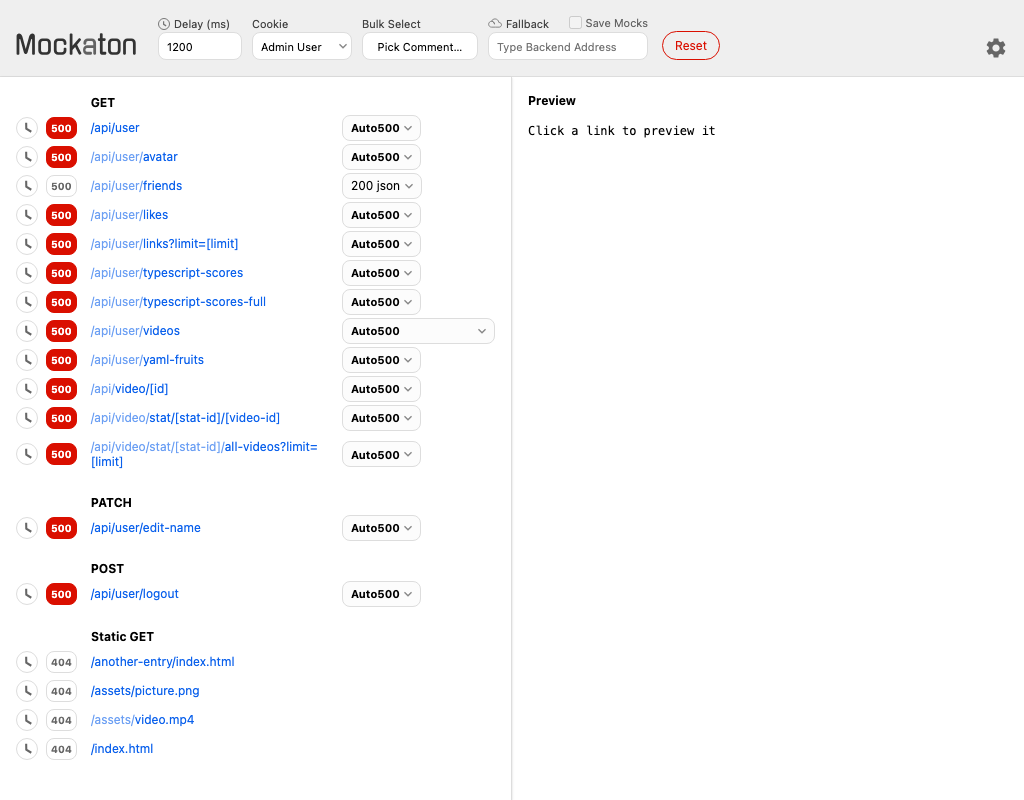 Mockaton
Delay (ms)
1200
Cookie
Admin User
Bulk Select
Pick Comment…
Fallback
Save Mocks
Type Backend Address
Reset
GET
500 /api/user Auto500
500 /api/user/avatar Auto500
500 /api/user/friends 200 json
500 /api/user/likes Auto500
500 /api/user/links?limit=[limit] Auto500
500 /api/user/typescript-scores Auto500
500 /api/user/typescript-scores-full Auto500
500 /api/user/videos Auto500
500 /api/user/yaml-fruits Auto500
500 /api/video/[id] Auto500
500 /api/video/stat/[stat-id]/[video-id] Auto500
500 /api/video/stat/[stat-id]/all-videos?limit= Auto500
[limit]
PATCH
500 /api/user/edit-name Auto500
POST
500 /api/user/logout Auto500
Static GET
404 /another-entry/index.html
404 /assets/picture.png
404 /assets/video.mp4
404 /index.html
Preview
Click a link to preview it